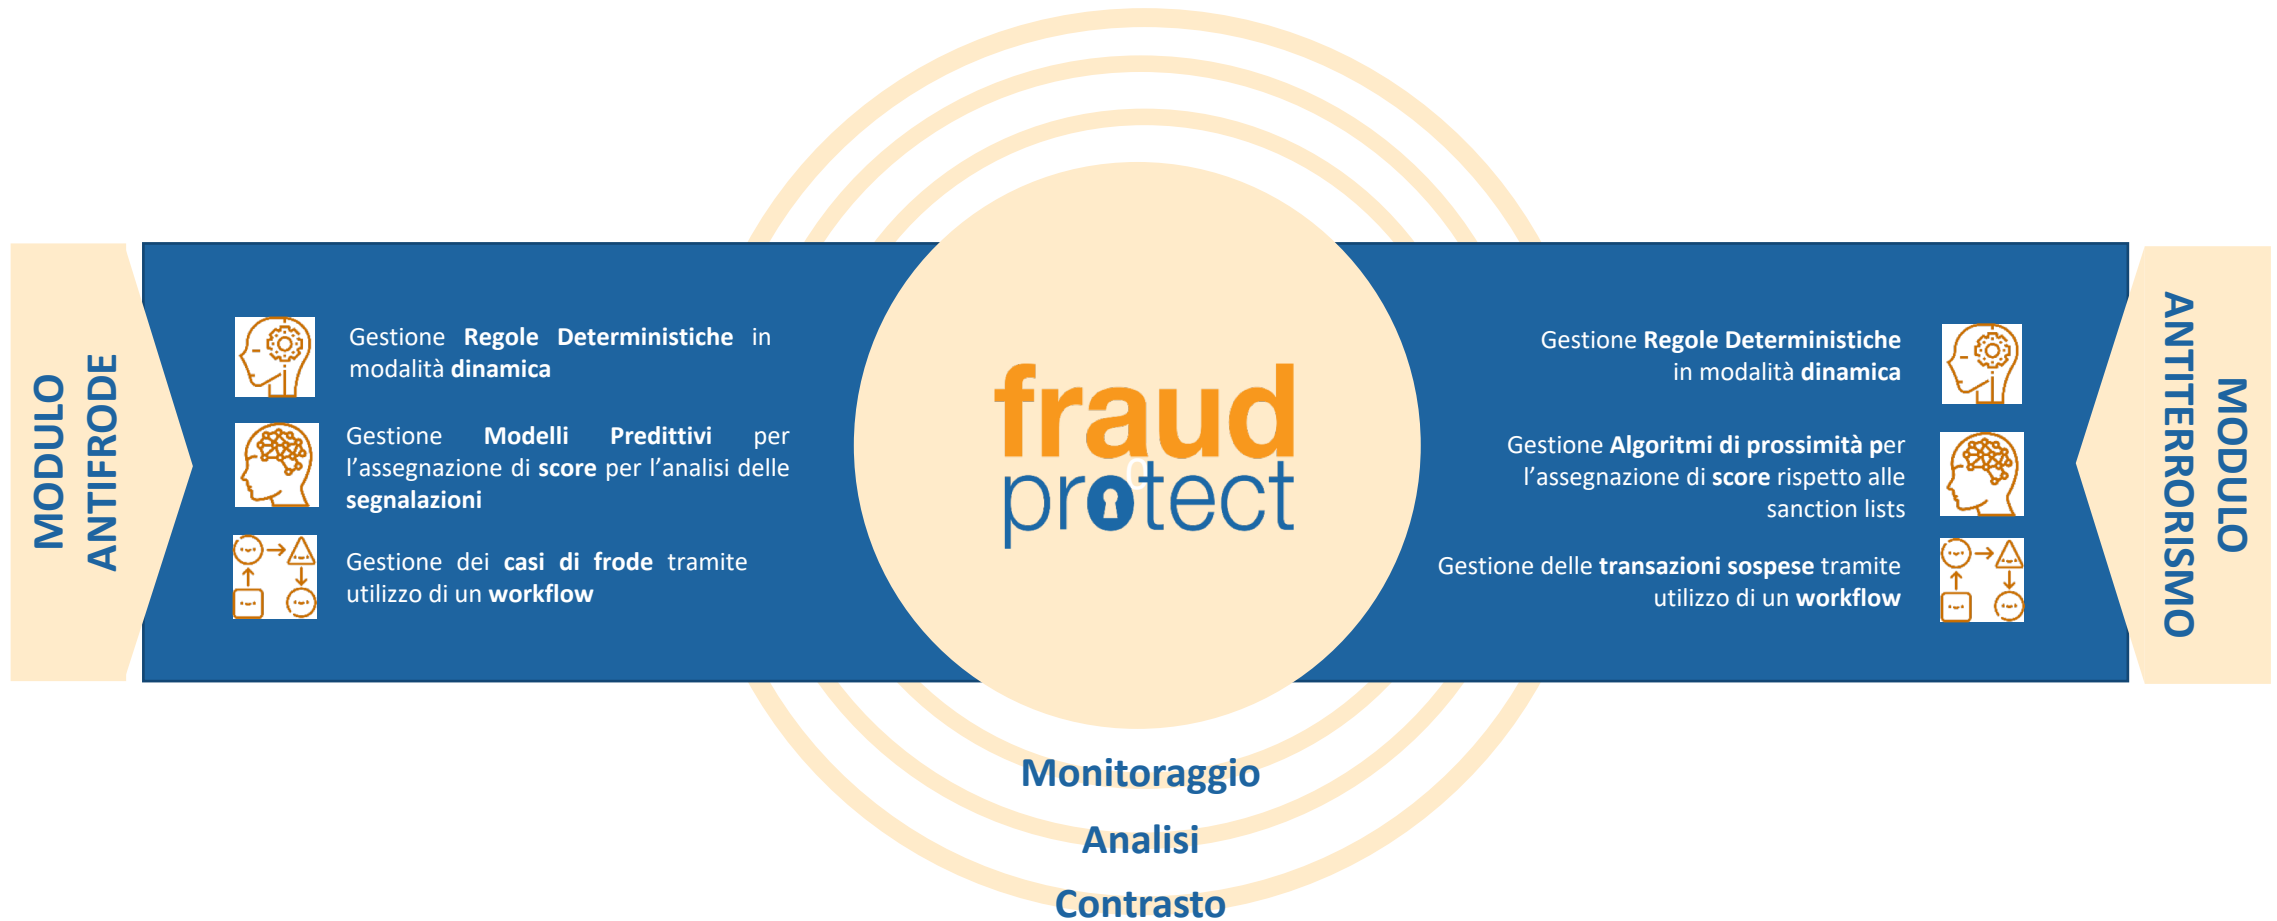 MODULO
ANTIFRODE
Gestione Regole Deterministiche in
modalità dinamica
Gestione Modelli Predittivi per
l'assegnazione di score per l'analisi delle
segnalazioni
Gestione dei casi di frode tramite
utilizzo di un workflow
fraud
protect
Gestione Regole Deterministiche
in modalità dinamica
Gestione Algoritmi di prossimità per
l'assegnazione di score rispetto alle
sanction lists
Gestione delle transazioni sospese tramite
utilizzo di un workflow
MODULO
ANTITERRORISMO
Monitoraggio
Analisi
Contrasto